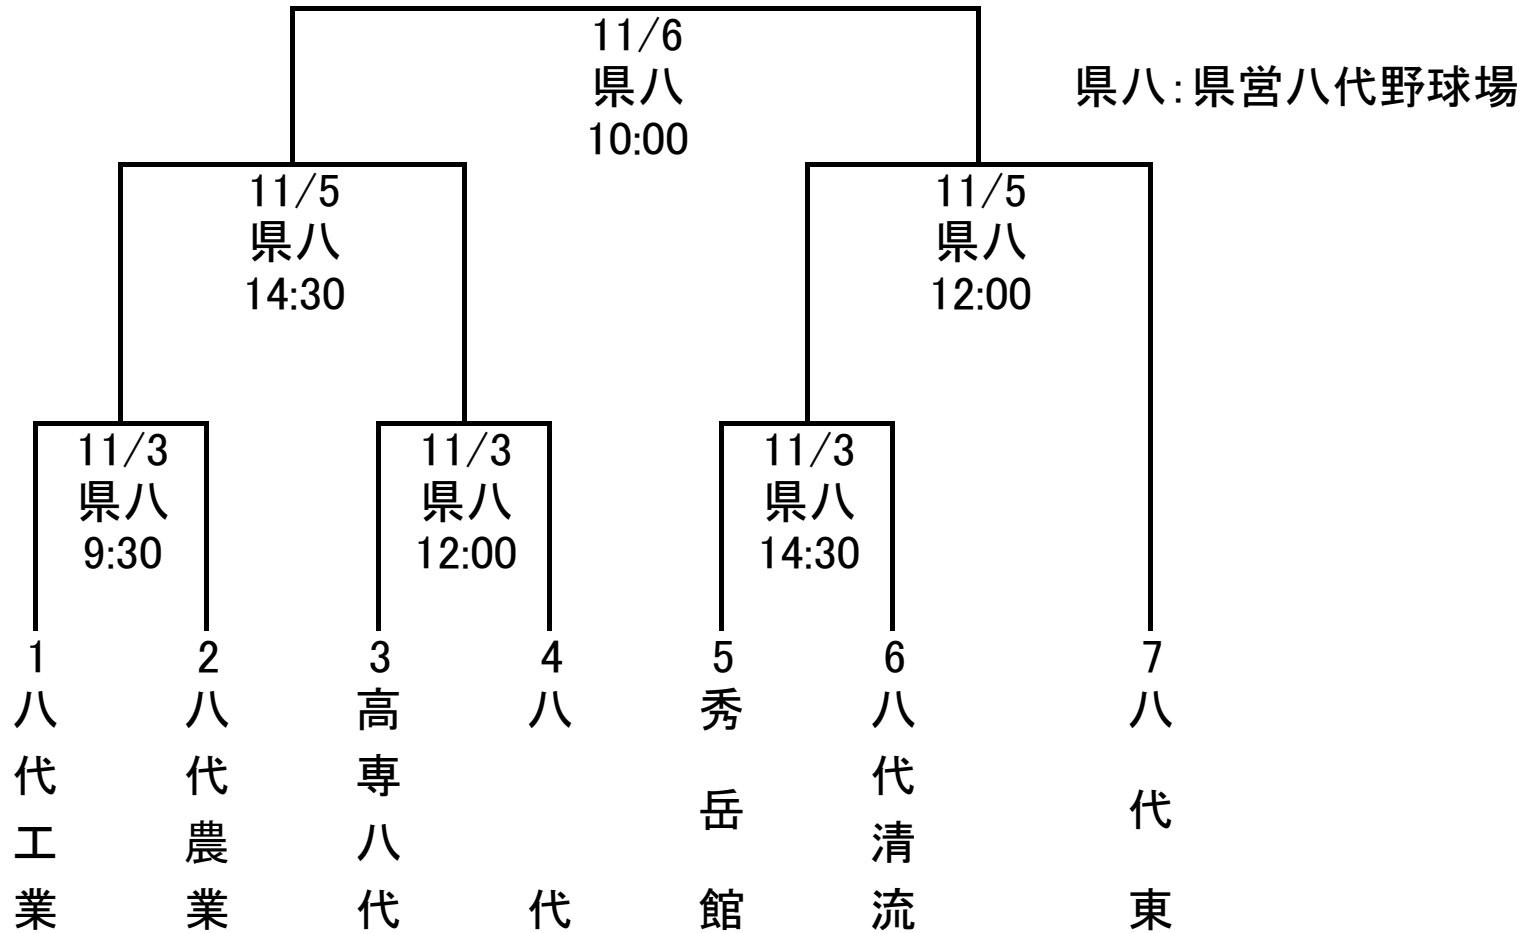 11/6
県八
10:00
県八:県営八代野球場
11/5
県八
14:30
11/5
県八
12:00
11/3
県八
9:30
11/3
県八
12:00
11/3
県八
14:30
1
八代工業
2
八代農業
3
高専八代
4
八代
5
秀岳館
6
八代清流
7
八代東